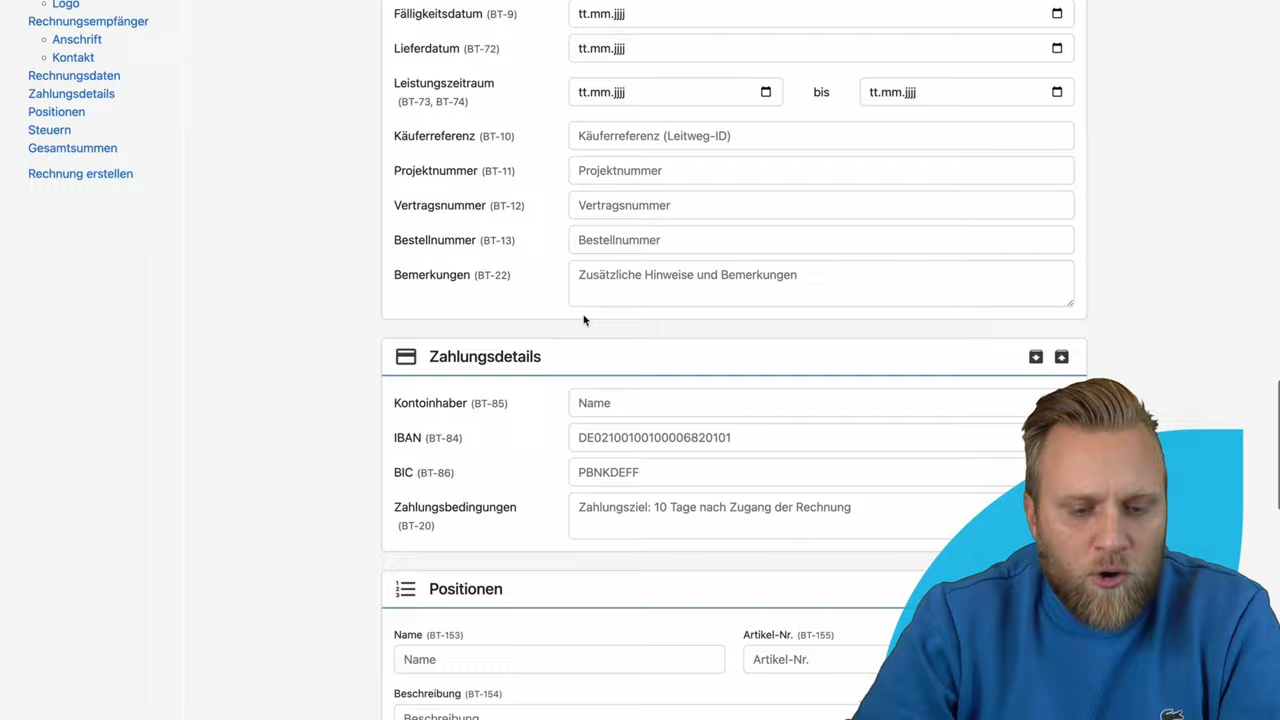 Logo
Rechnungsempfänger
Anschrift
Kontakt
Rechnungsdaten
Zahlungsdetails
Positionen
Steuern
Gesamtsummen
Rechnung erstellen
Fälligkeitsdatum (BT-9)
tt.mm.jjjj
Lieferdatum (BT-72)
tt.mm.jjjj
Leistungszeitraum
(BT-73, BT-74)
tt.mm.jjjj bis tt.mm.jjjj
Käuferreferenz (BT-10)
Käuferreferenz (Leitweg-ID)
Projektnummer (BT-11)
Projektnummer
Vertragsnummer (BT-12)
Vertragsnummer
Bestellnummer (BT-13)
Bestellnummer
Bemerkungen (BT-22)
Zusätzliche Hinweise und Bemerkungen
Zahlungsdetails
Kontoinhaber (BT-85)
Name
IBAN (BT-84)
DE02100100100006820101
BIC (BT-86)
PBNKDEFF
Zahlungsbedingungen
(BT-20)
Zahlungsziel: 10 Tage nach Zugang der Rechnung
Positionen
Name (BT-153)
Name
Artikel-Nr. (BT-155)
Artikel-Nr.
Beschreibung (BT-154)
Beschreibung